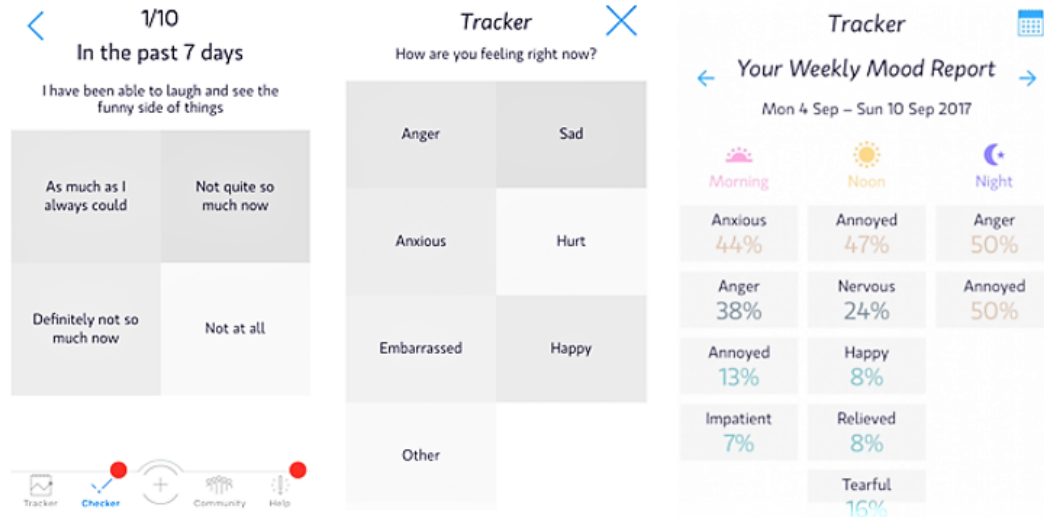 1/10
In the past 7 days
I have been able to laugh and see the
funny side of things
As much as I
always could
Not quite so
much now
Definitely not so
much now
Not at all
Tracker
Checker
Community
Help
Tracker
How are you feeling right now?
Anger
Sad
Anxious
Hurt
Embarrassed
Happy
Other
Tracker
Your Weekly Mood Report
Mon 4 Sep – Sun 10 Sep 2017
Morning
Noon
Night
Anxious
44%
Annoyed
47%
Anger
50%
Anger
38%
Nervous
24%
Annoyed
50%
Annoyed
13%
Happy
8%
Impatient
7%
Relieved
8%
Tearful
16%